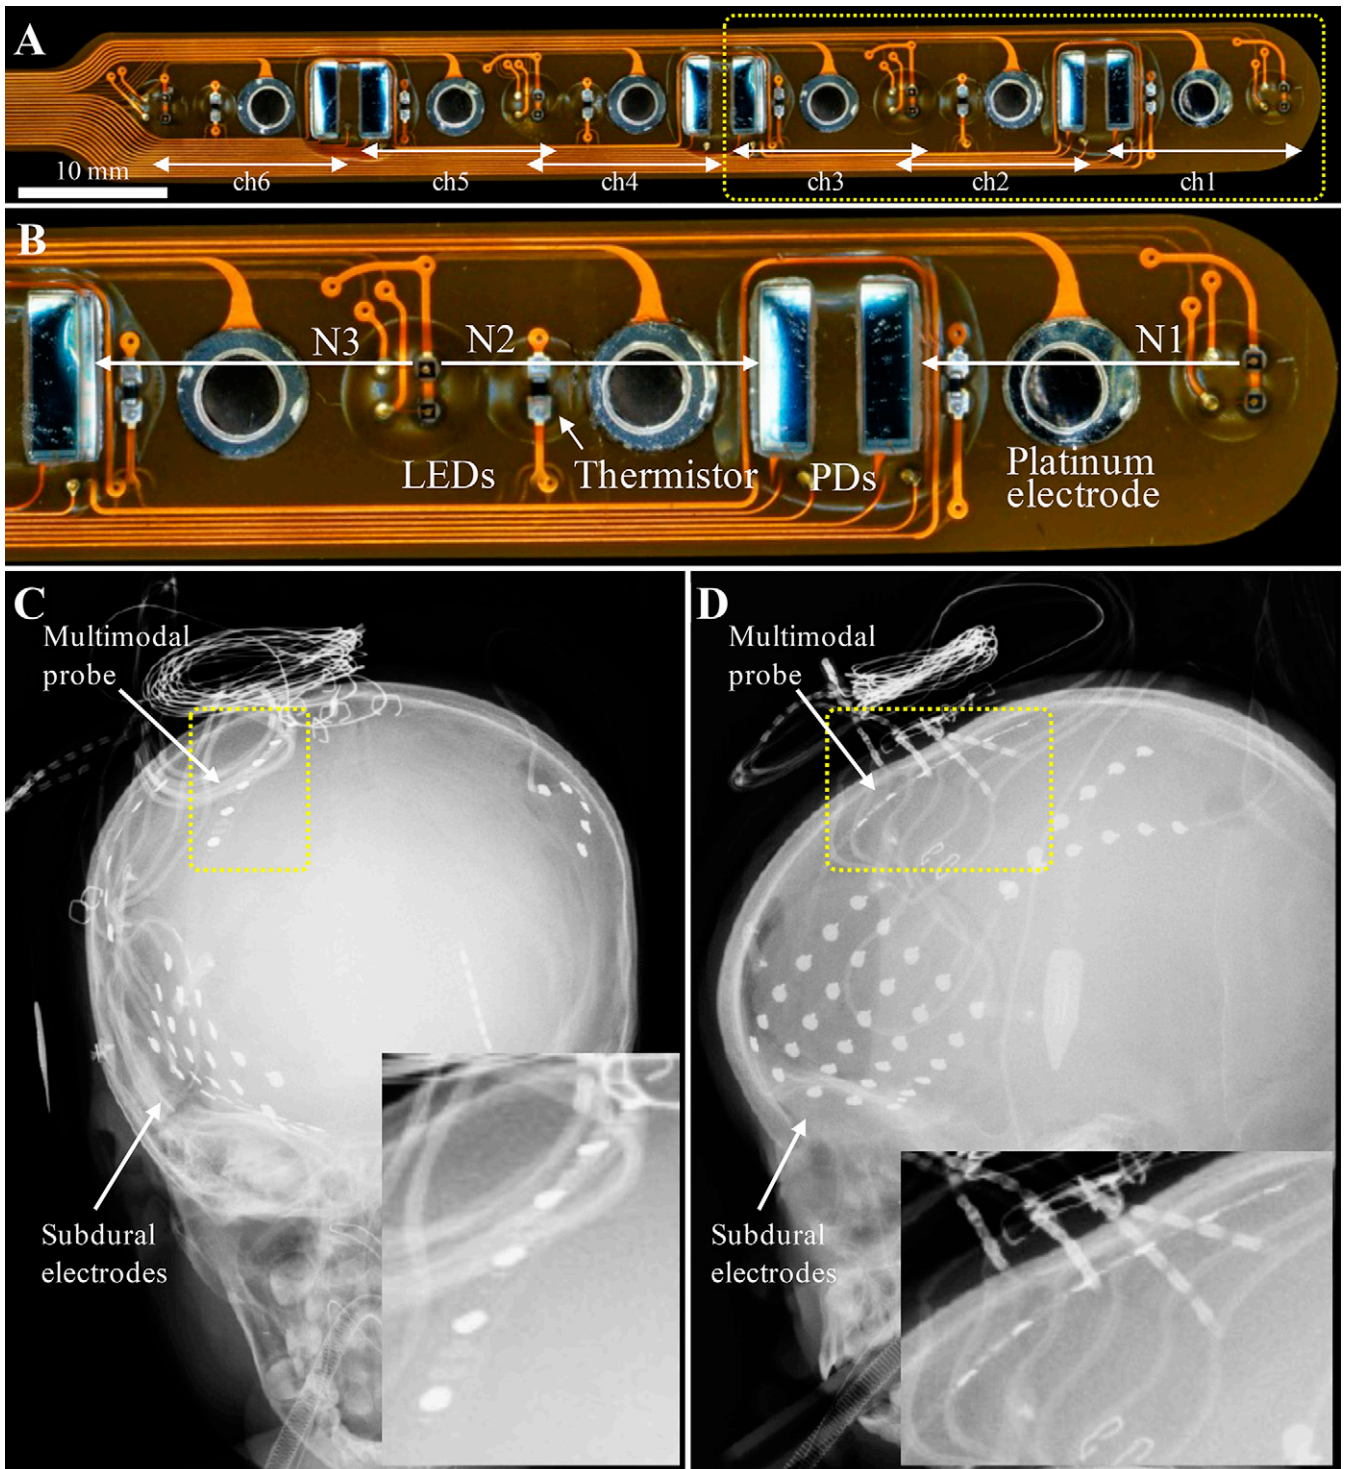 A
10 mm
ch6
ch5
ch4
ch3
ch2
ch1
B
N3
N2
N1
LEDs
Thermistor
PDs
Platinum
electrode
C
Multimodal
probe
Subdural
electrodes
D
Multimodal
probe
Subdural
electrodes